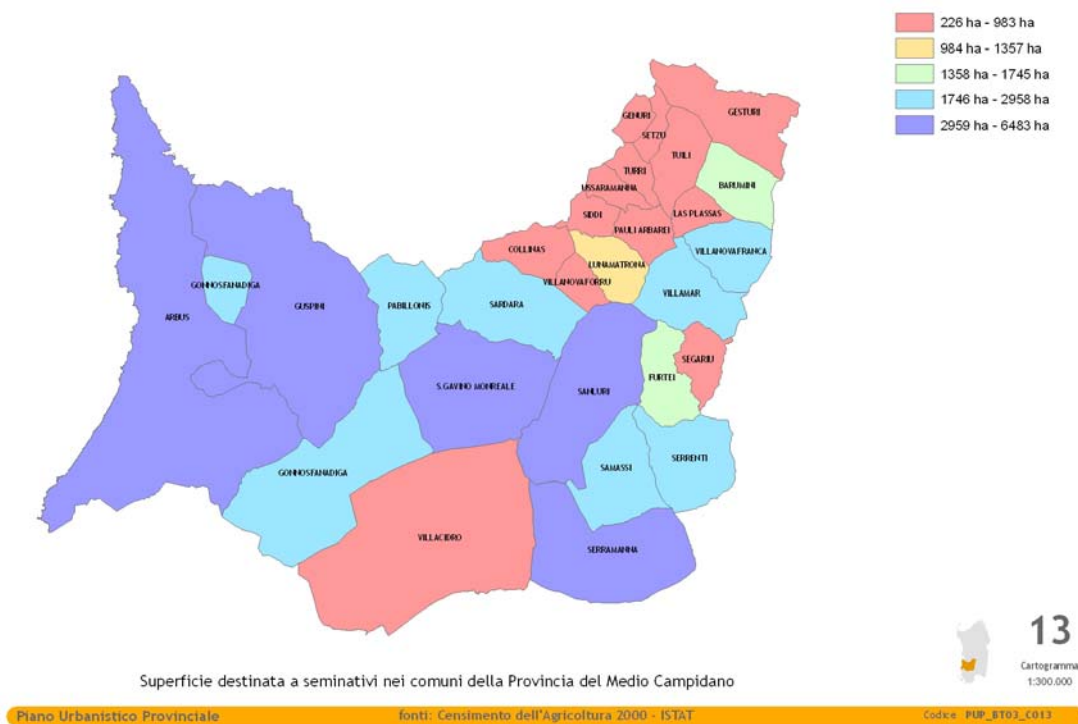 226 ha - 983 ha
984 ha - 1357 ha
1358 ha - 1745 ha
1746 ha - 2958 ha
2959 ha - 6483 ha
GESTURI
GENURI
SETZU
TUILI
TURRI
BARUMINI
USSARAMANNA
SIDDI
LAS PLASSAS
PAULI ARBAREI
COLLINAS
VILLANOVAFRANCA
LUNAMATRONA
VILLANOVAFORRU
GONNOSFANADIGA
VILLAMAR
GUSPINI
PABILLONIS
SARDARA
ARBUS
SEGARIU
FURTEI
S.GAVINO MONREALE
SANLURI
SERRENTI
SAMASSI
GONNOSFANADIGA
VILLACIDRO
SERRAMANNA
13
Cartogramma
1:300.000
Superficie destinata a seminativi nei comuni della Provincia del Medio Campidano
Piano Urbanistico Provinciale
fonti: Censimento dell'Agricoltura 2000 - ISTAT
Codice PUP_BT03_C013